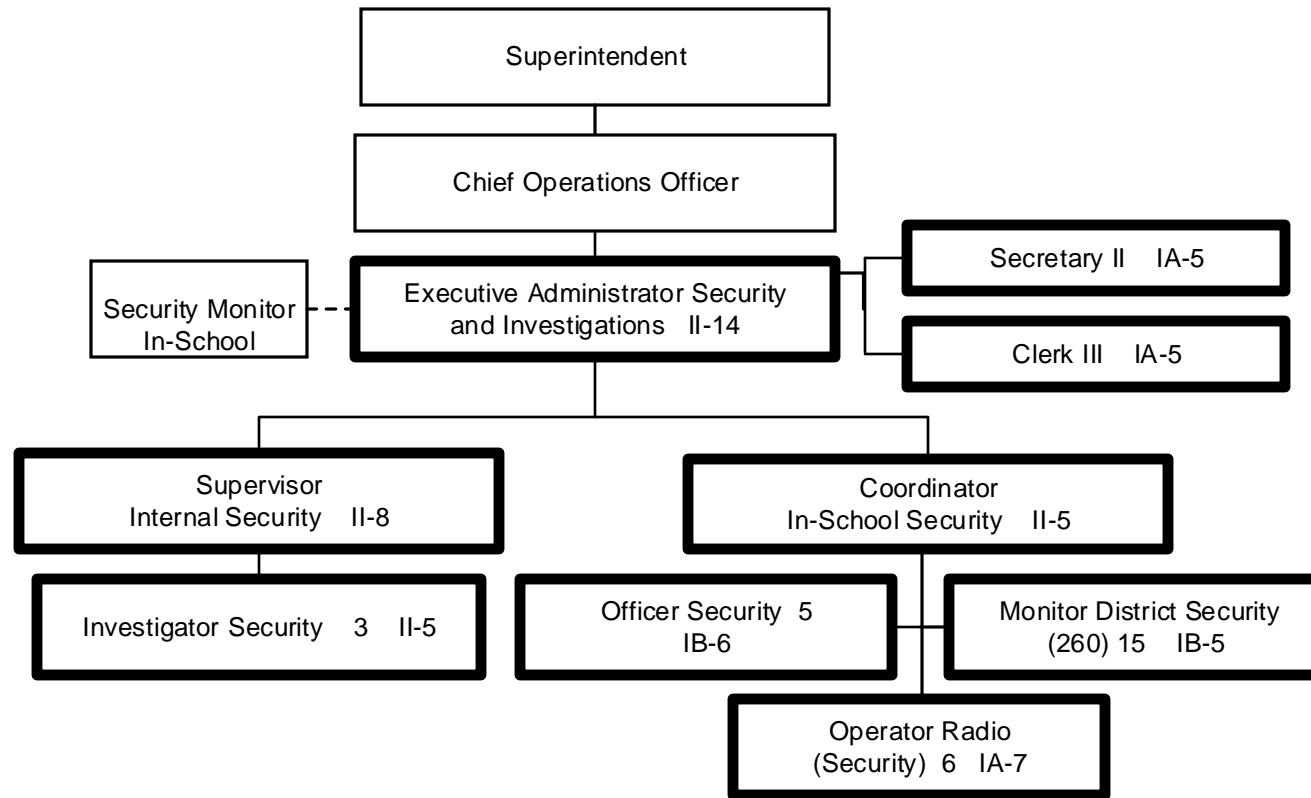 Superintendent
Chief Operations Officer
Secretary II IA-5
Security Monitor
In-School
Executive Administrator Security
and Investigations II-14
Clerk III IA-5
Supervisor
Internal Security II-8
Coordinator
In-School Security II-5
Investigator Security 3 II-5
Officer Security 5
IB-6
Monitor District Security
(260) 15 IB-5
Operator Radio
(Security) 6 IA-7